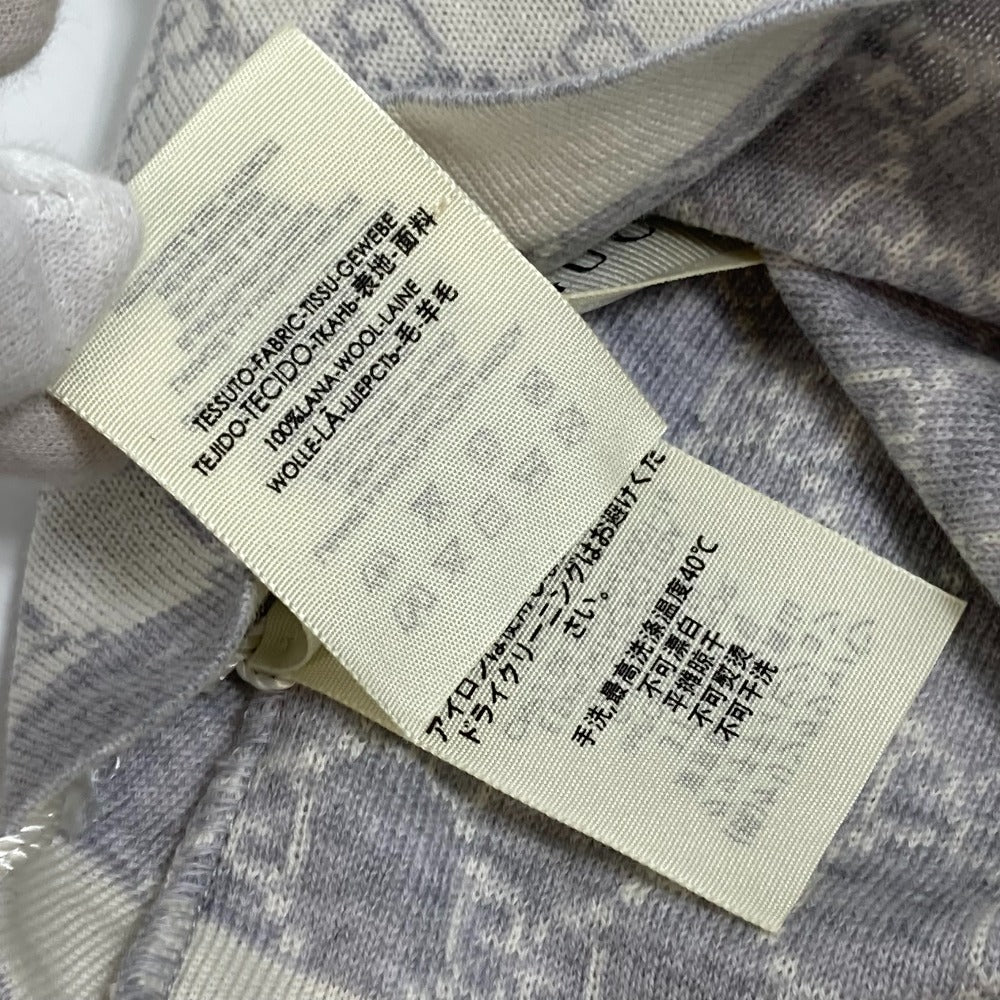 TESSUTO-FABRIC-TISSU-GEWEBE
TEJIDO-TECIDO-ТКАНЬ-表地-面料
100%LANA-WOOL-LAINE
WOLLE-LÃ-ШЕРСТЬ-毛-羊毛
ドライクリーニングはお避けくだ
さい。
手洗,最高洗涤温度40℃
不可漂白
平摊晾干
不可熨烫
不可干洗